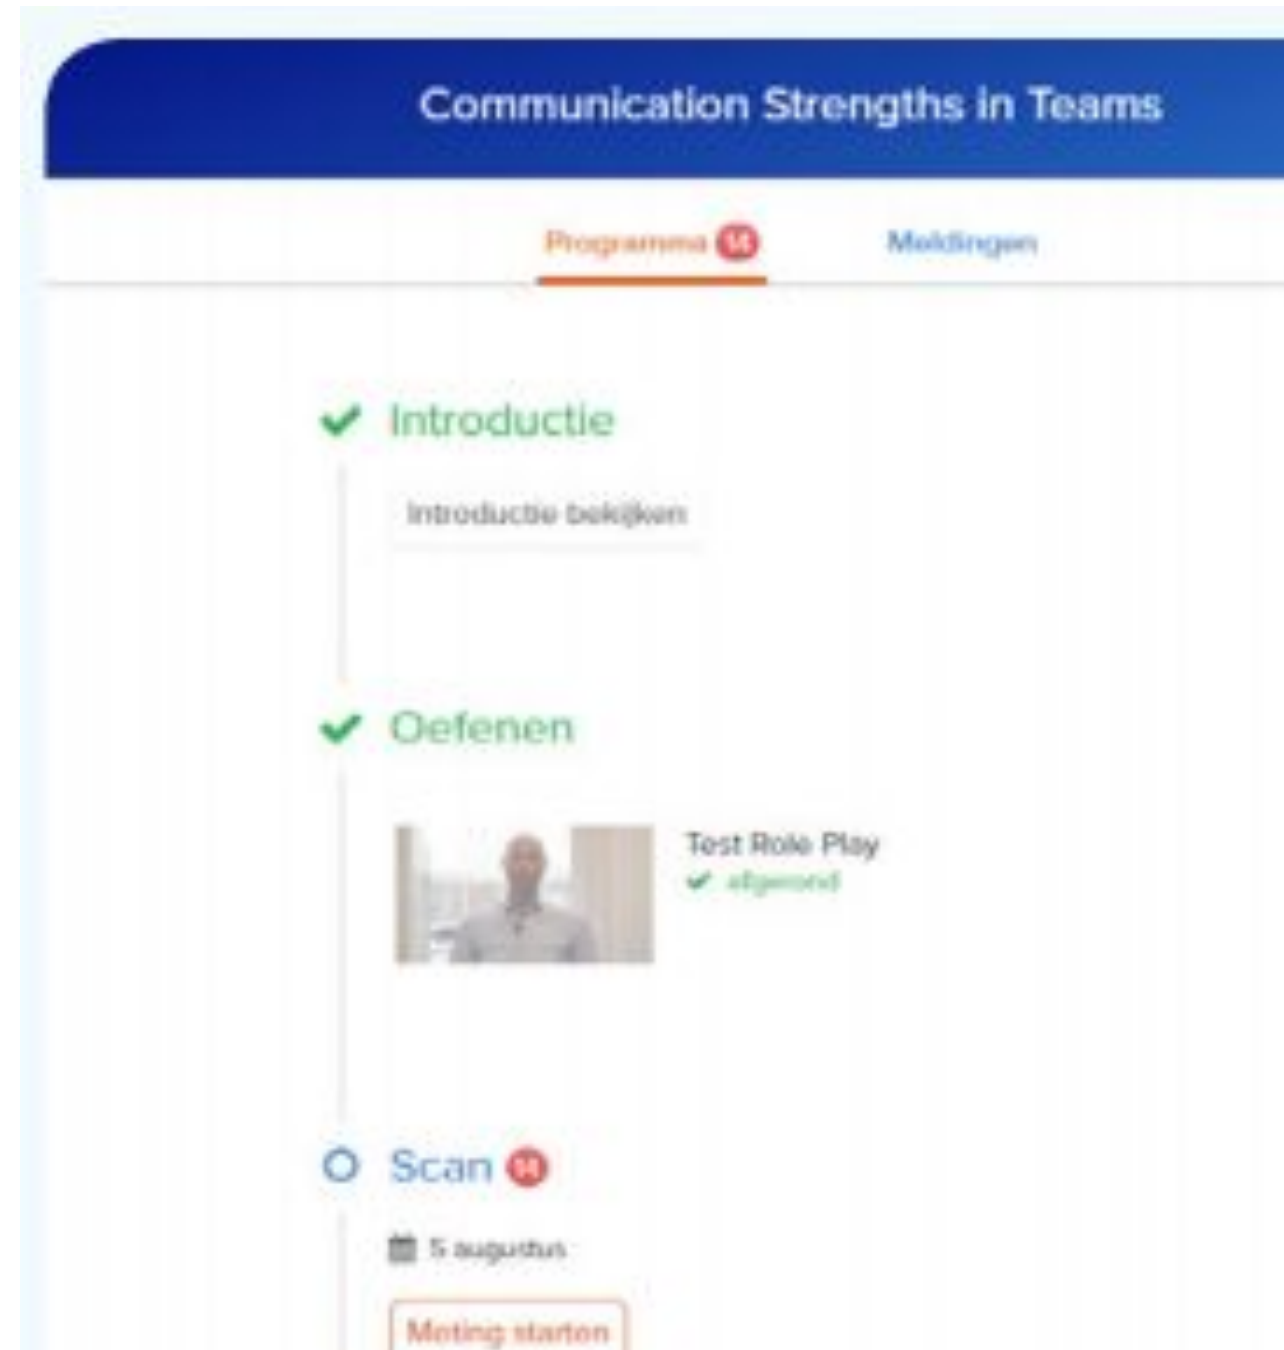 Communication Strengths in Teams
Programma 14
Meldingen
Introductie
Introductie bekijken
Oefenen
Test Role Play
afgerond
Scan 14
5 augustus
Meting starten